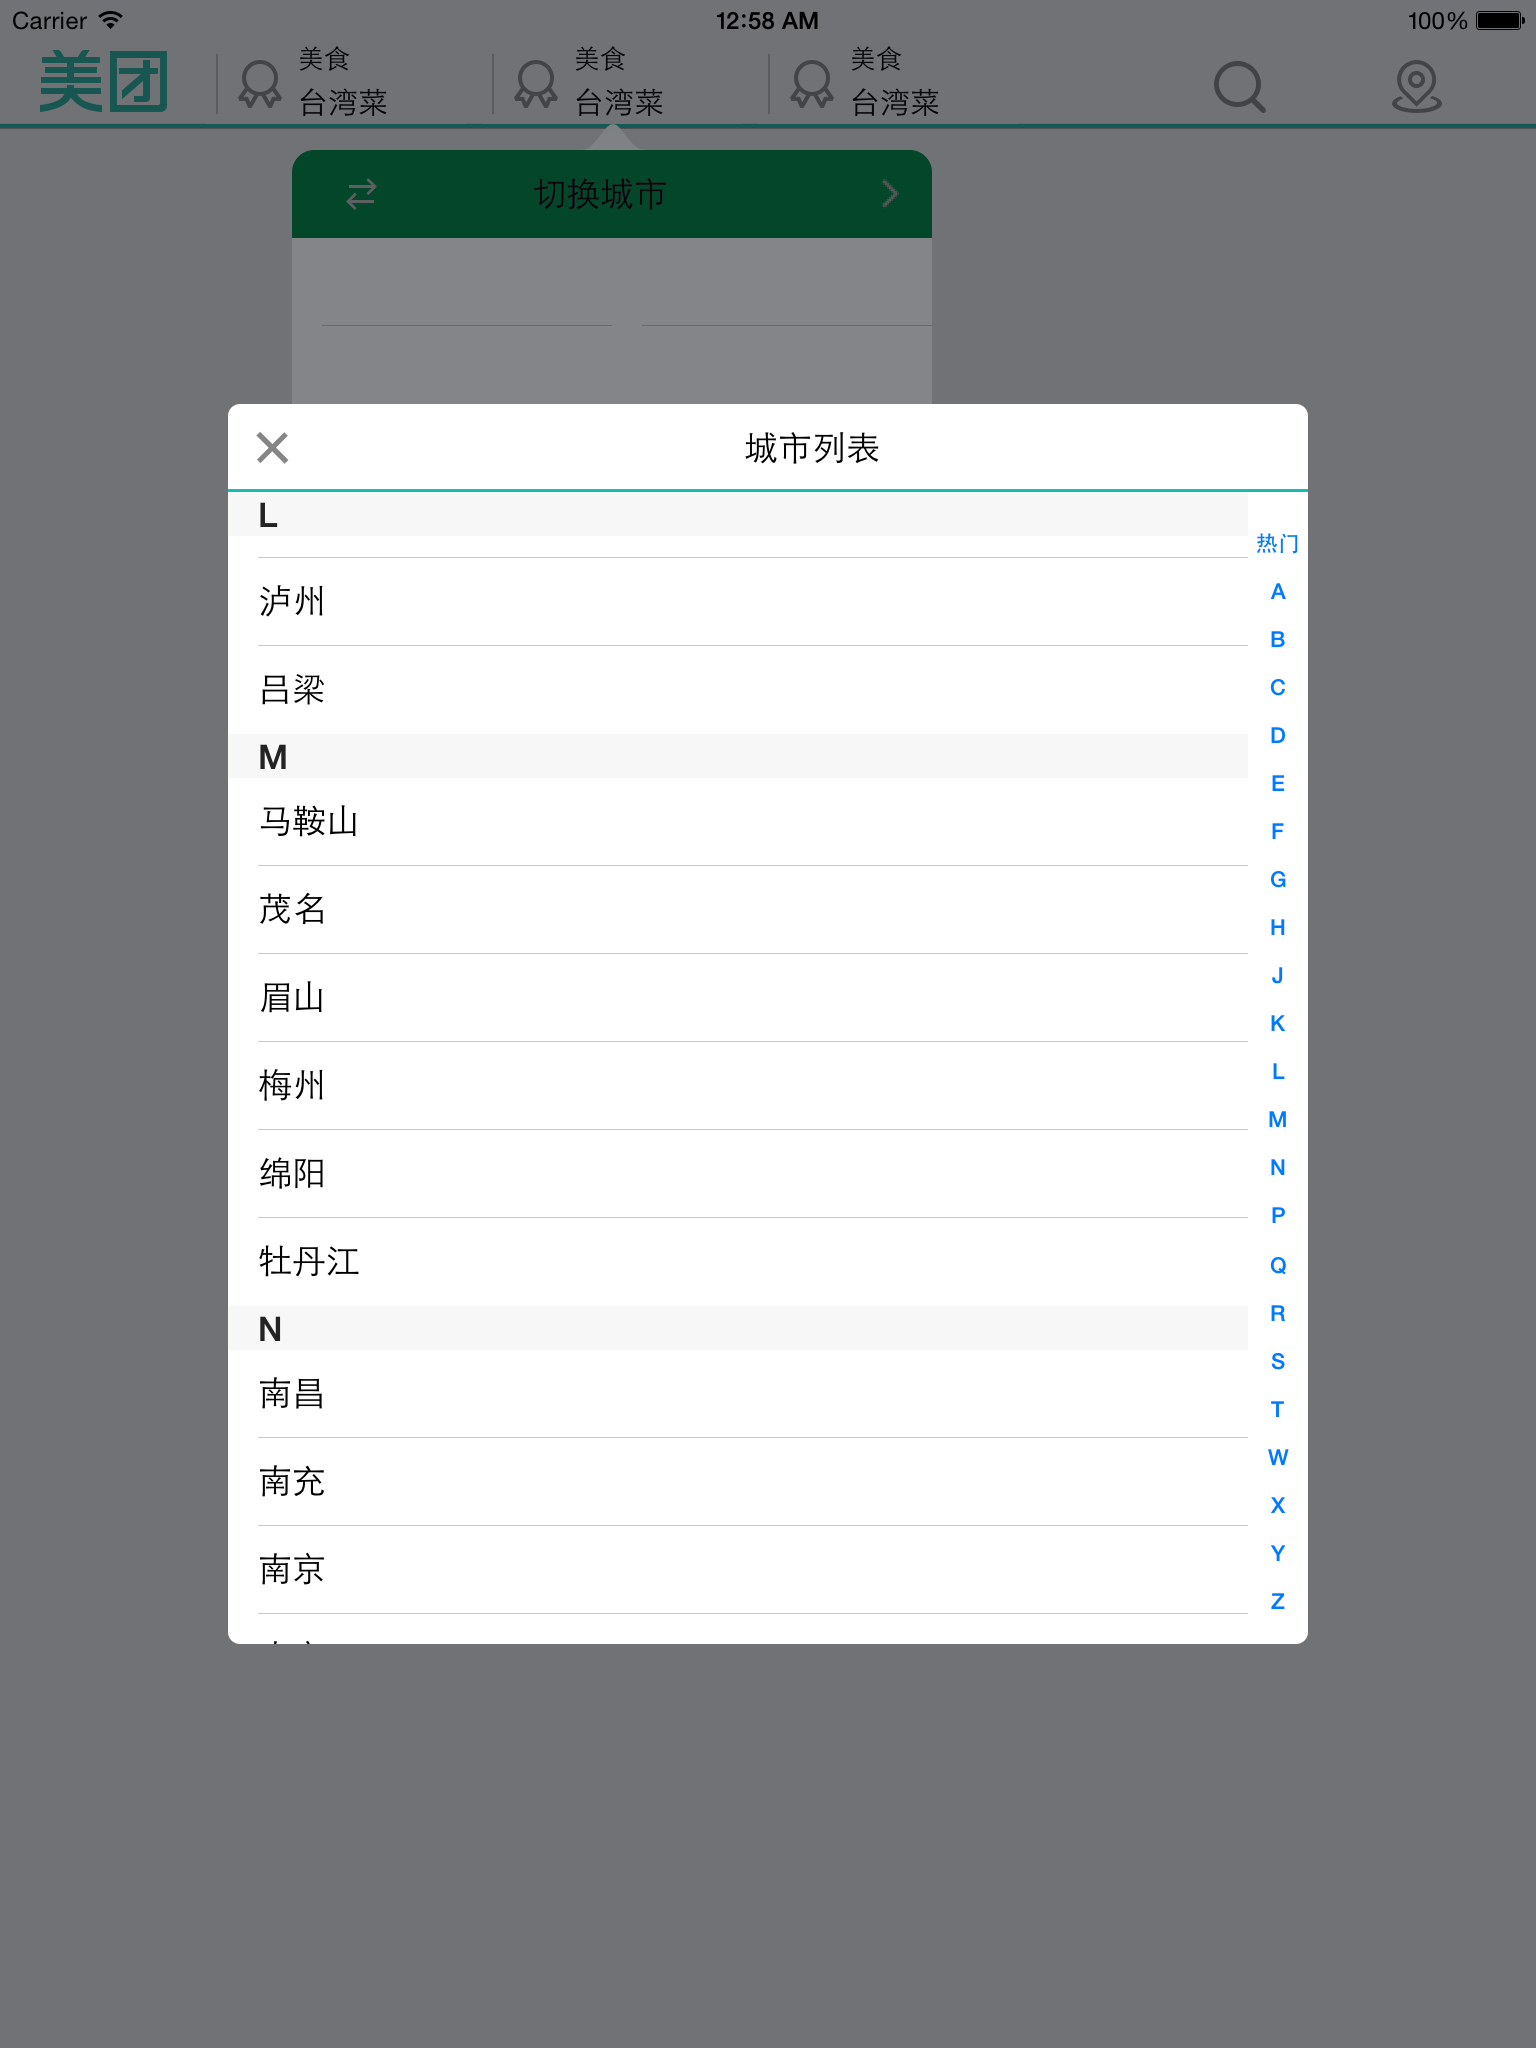 Carrier 12:58 AM 100%
美团
美食
台湾菜
美食
台湾菜
美食
台湾菜
切换城市
城市列表
L
泸州
吕梁
M
马鞍山
茂名
眉山
梅州
绵阳
牡丹江
N
南昌
南充
南京
热门
A
B
C
D
E
F
G
H
J
K
L
M
N
P
Q
R
S
T
W
X
Y
Z